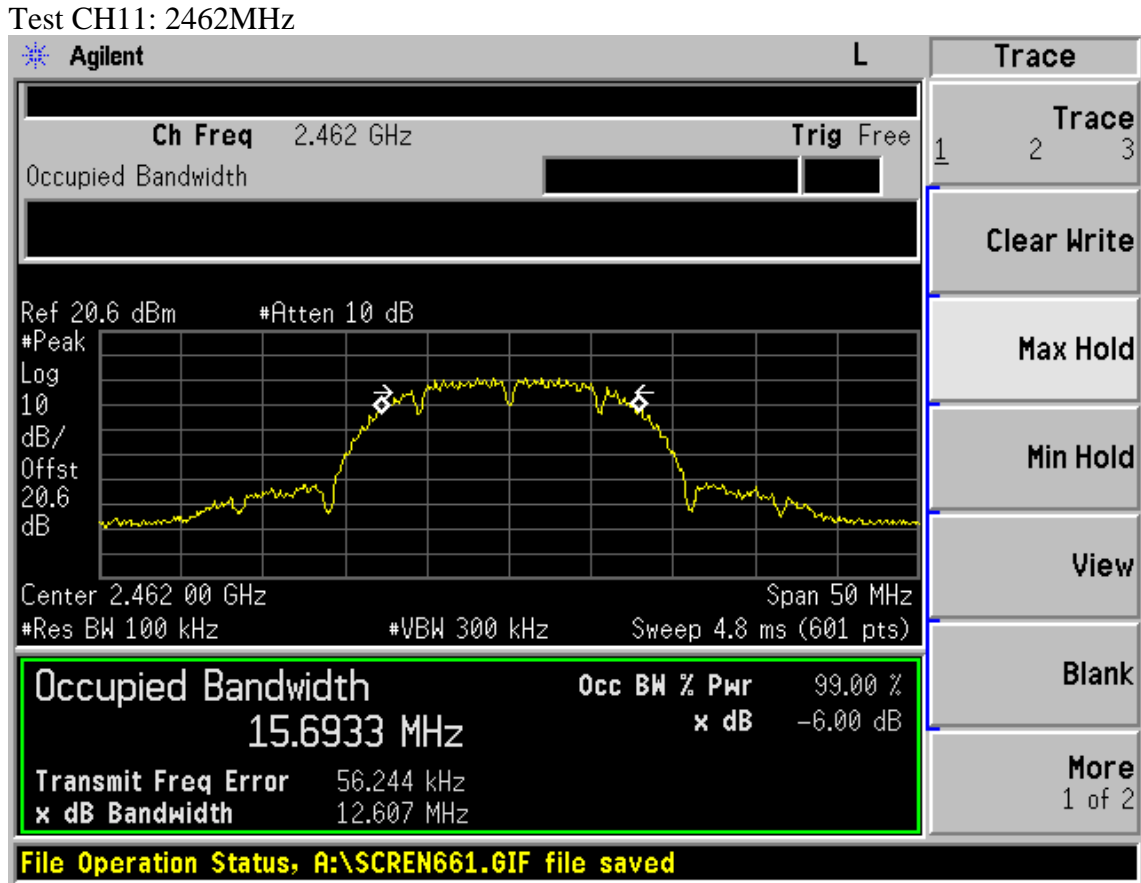 Test CH11: 2462MHz
Agilent L Trace
Ch Freq 2.462 GHz Trig Free
Occupied Bandwidth
Trace
1 2 3
Clear Write
Max Hold
Min Hold
View
Blank
More
1 of 2
Ref 20.6 dBm #Atten 10 dB
#Peak
Log
10
dB/
Offst
20.6
dB
Center 2.462 00 GHz Span 50 MHz
#Res BW 100 kHz #VBW 300 kHz Sweep 4.8 ms (601 pts)
Occupied Bandwidth Occ BW % Pwr 99.00 %
15.6933 MHz x dB -6.00 dB
Transmit Freq Error 56.244 kHz
x dB Bandwidth 12.607 MHz
File Operation Status, A:\SCREN661.GIF file saved